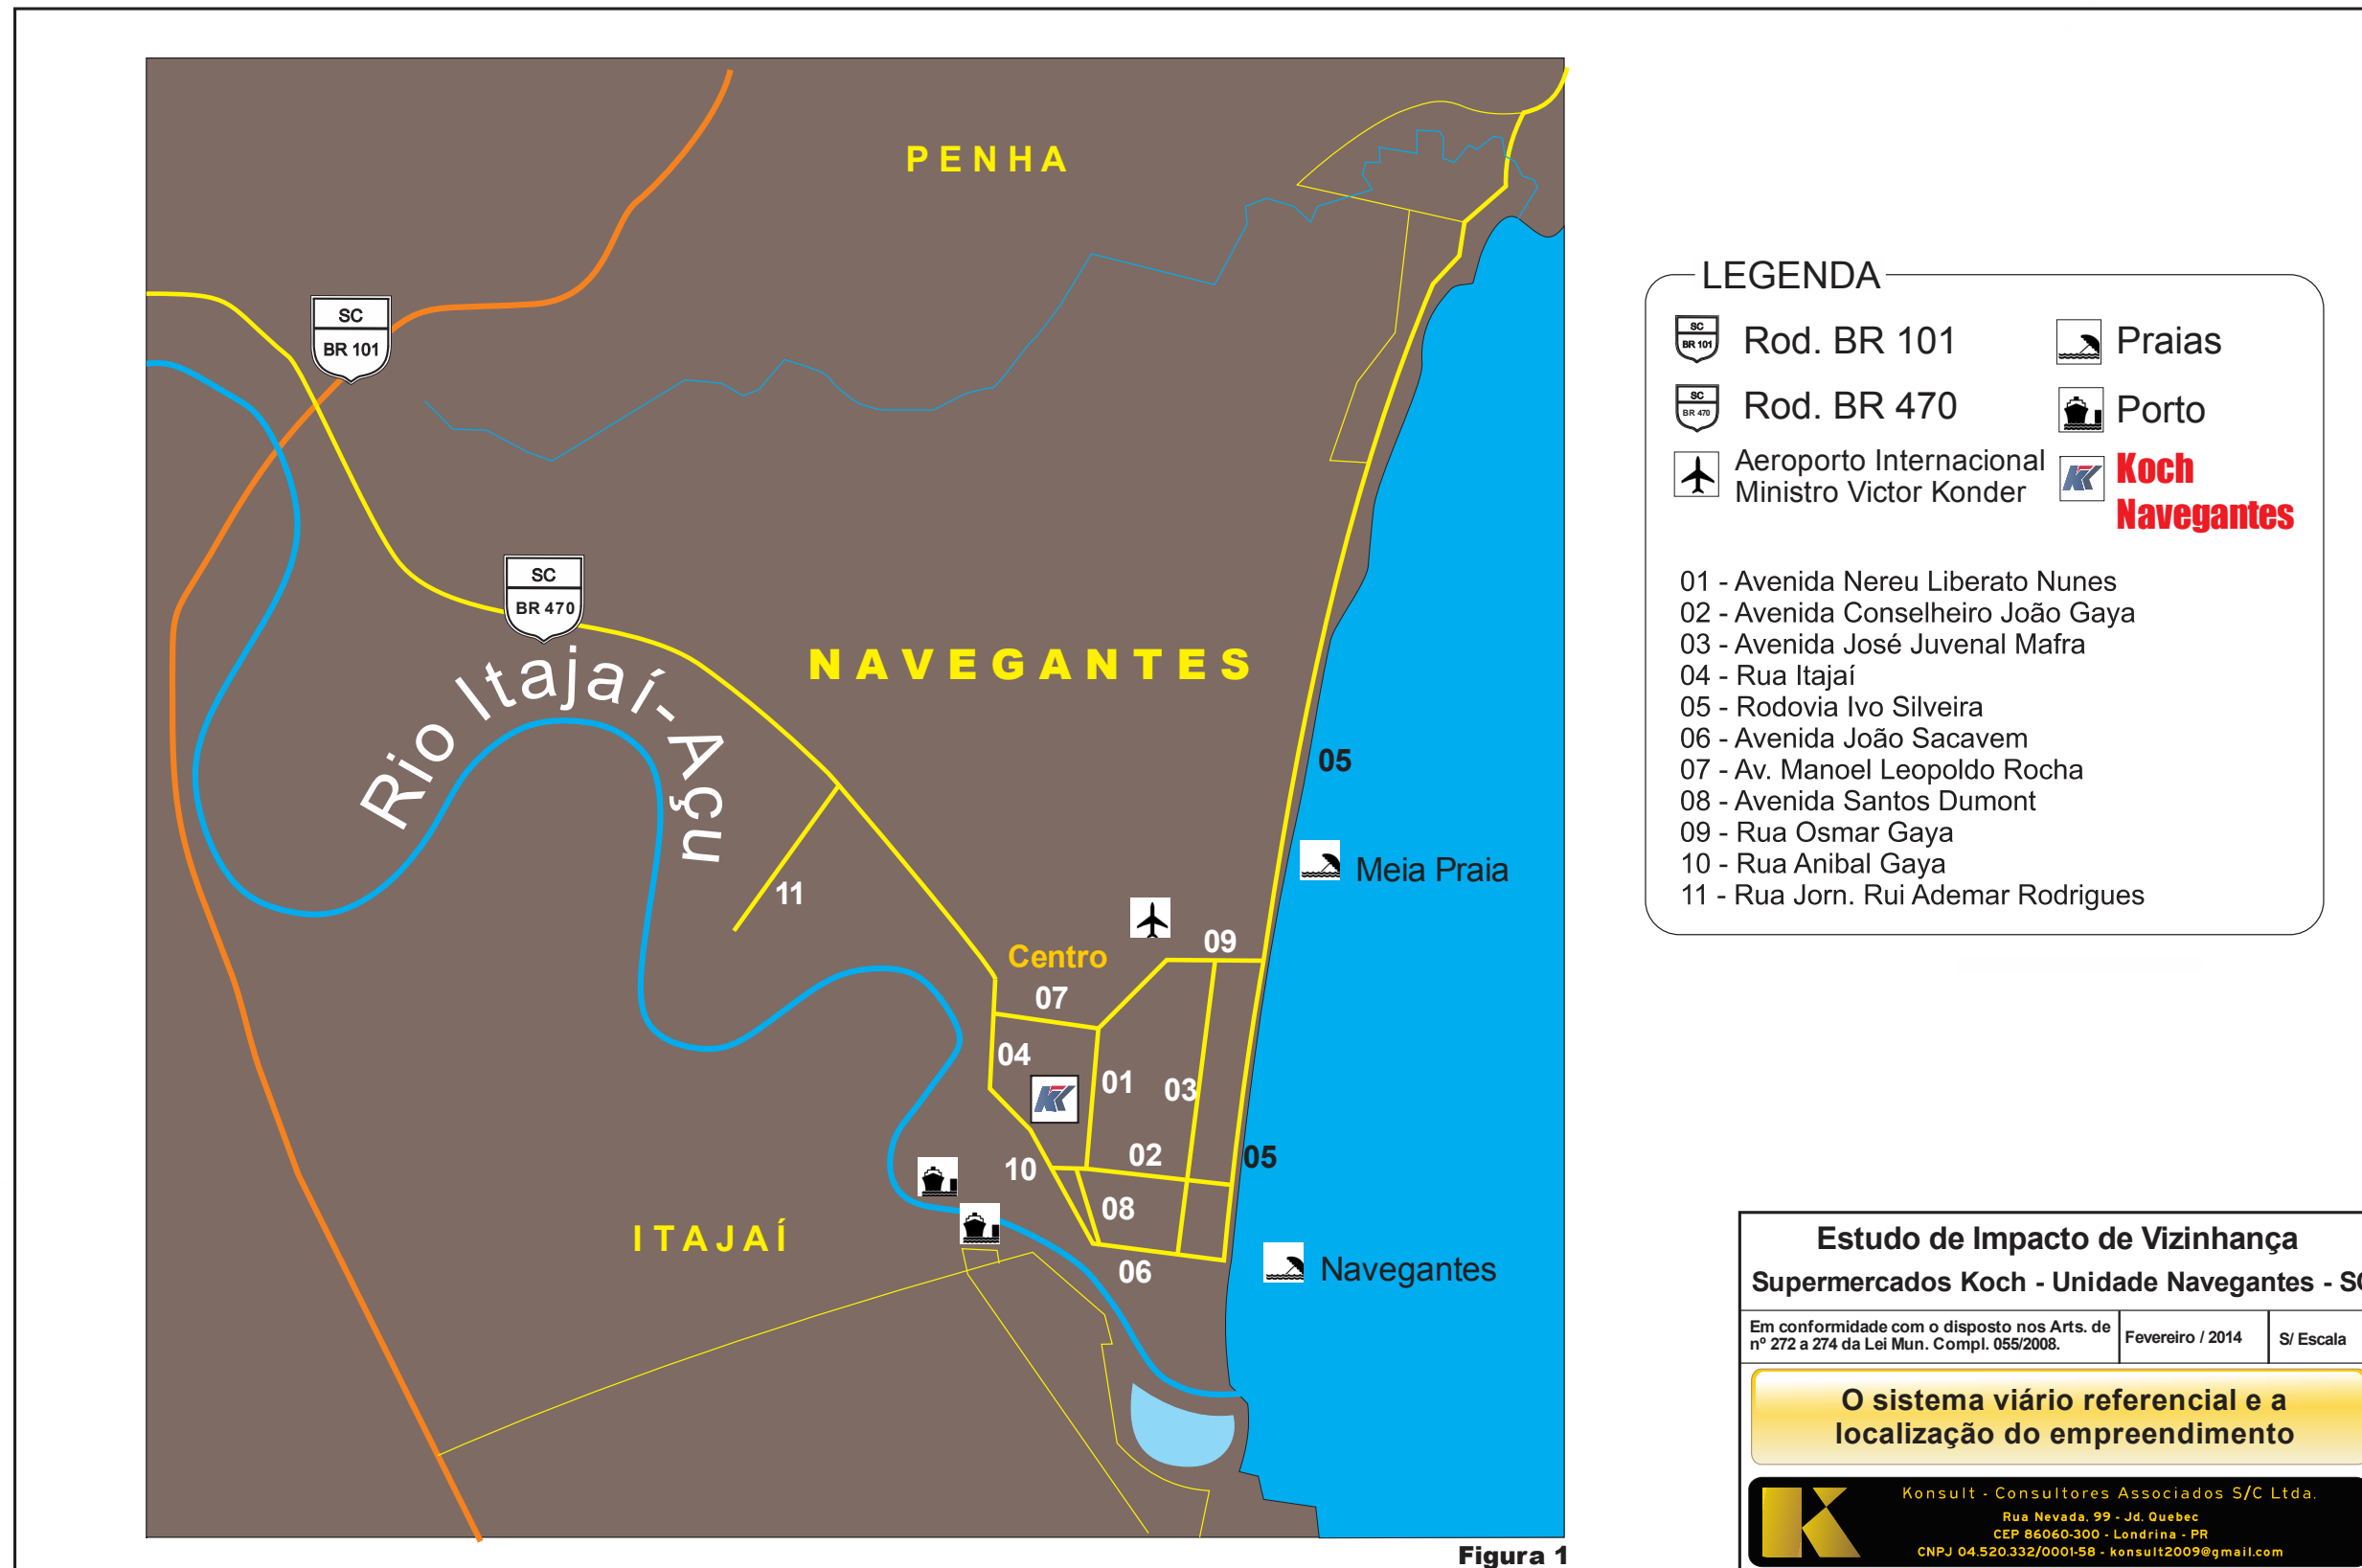 PENHA
SC
BR 101
SC
BR 470
NAVEGANTES
Rio Itajaí-Açu
05
Meia Praia
11
09
Centro
07
04
01
03
02
05
10
08
ITAJAÍ
06
Navegantes
LEGENDA
SC
BR 101
Rod. BR 101
Praias
SC
BR 470
Rod. BR 470
Porto
Aeroporto Internacional
Ministro Victor Konder
Koch
Navegantes
01 - Avenida Nereu Liberato Nunes
02 - Avenida Conselheiro João Gaya
03 - Avenida José Juvenal Mafra
04 - Rua Itajaí
05 - Rodovia Ivo Silveira
06 - Avenida João Sacavem
07 - Av. Manoel Leopoldo Rocha
08 - Avenida Santos Dumont
09 - Rua Osmar Gaya
10 - Rua Anibal Gaya
11 - Rua Jorn. Rui Ademar Rodrigues
Estudo de Impacto de Vizinhança
Supermercados Koch - Unidade Navegantes - SC
Em conformidade com o disposto nos Arts. de
nº 272 a 274 da Lei Mun. Compl. 055/2008.
Fevereiro / 2014
S/ Escala
O sistema viário referencial e a
localização do empreendimento
Konsult - Consultores Associados S/C Ltda.
Rua Nevada, 99 - Jd. Quebec
CEP 86060-300 - Londrina - PR
CNPJ 04.520.332/0001-58 - konsult2009@gmail.com
Figura 1